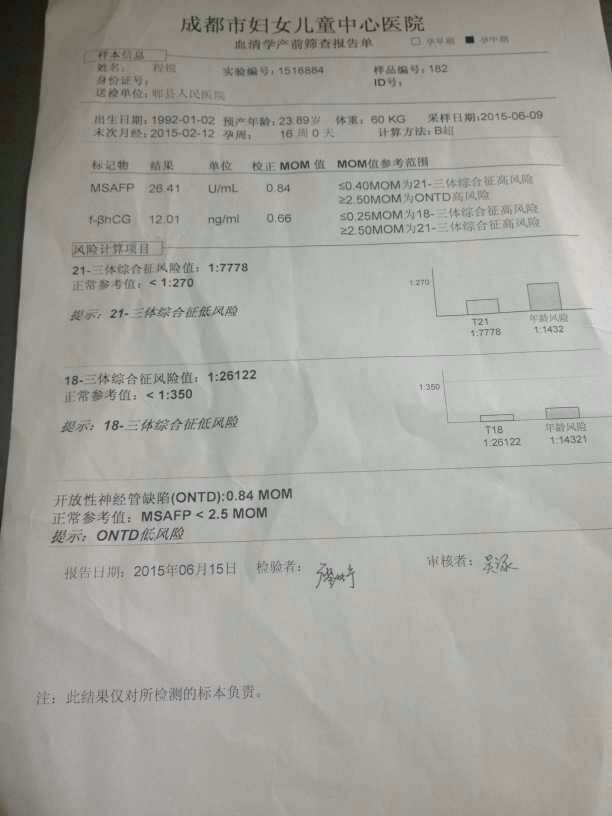 成都市妇女儿童中心医院
血清学产前筛查报告单 □ 孕早期 ■ 孕中期
样本信息
姓名： 程锐 实验编号：1516864 样品编号：182
身份证号： ID号：
送检单位：郫县人民医院
出生日期：1992-01-02 预产年龄：23.89岁 体重：60 KG 采样日期：2015-06-09
末次月经：2015-02-12 孕周： 16 周 0 天 计算方法：B超
标记物 结果 单位 校正 MOM 值 MOM值参考范围
MSAFP 26.41 U/mL 0.84 ≤0.40MOM为21-三体综合征高风险
≥2.50MOM为ONTD高风险
f-βhCG 12.01 ng/ml 0.66 ≤0.25MOM为18-三体综合征高风险
≥2.50MOM为21-三体综合征高风险
风险计算项目
21-三体综合征风险值：1:7778
正常参考值：< 1:270
提示：21-三体综合征低风险
1:270
T21 年龄风险
1:7778 1:1432
18-三体综合征风险值：1:26122
正常参考值：< 1:350
提示：18-三体综合征低风险
1:350
T18 年龄风险
1:26122 1:14321
开放性神经管缺陷(ONTD):0.84 MOM
正常参考值：MSAFP < 2.5 MOM
提示：ONTD低风险
报告日期：2015年06月15日 检验者： 审核者：
注：此结果仅对所检测的标本负责。